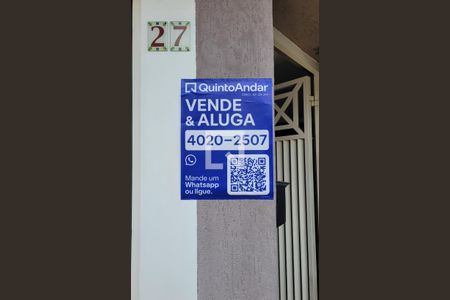 27
QuintoAndar
VENDE
& ALUGA
4020-2507
Mande um
Whatsapp
ou ligue.